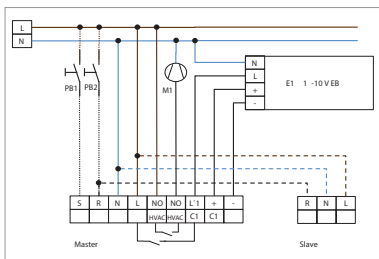 L
N
N
L
E1 1 -10 V EB
+
-
PB1 PB2
M1
S R N L NO NO L´1 + -
HVAC HVAC C1 C1
R N L
Master Slave